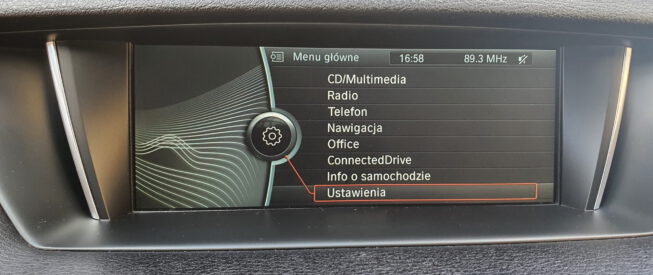 Menu główne 16:58 89.3 MHz
CD/Multimedia
Radio
Telefon
Nawigacja
Office
ConnectedDrive
Info o samochodzie
Ustawienia